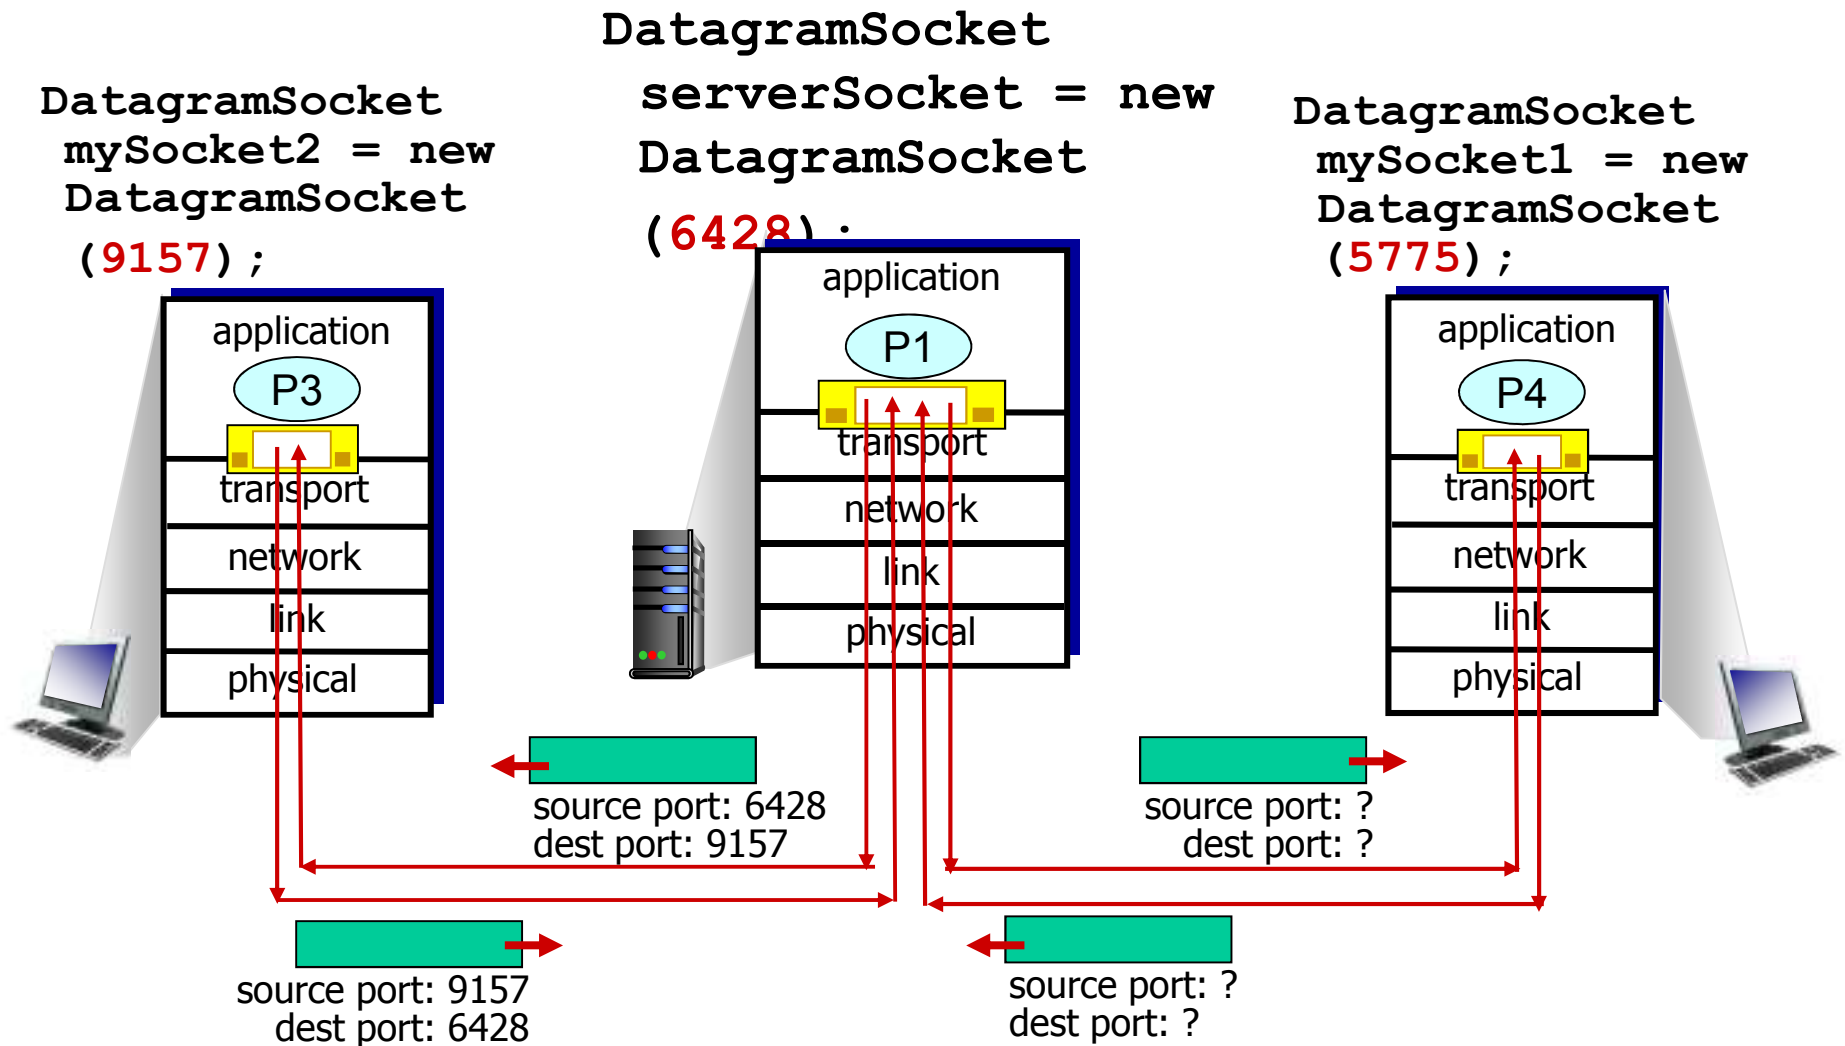 DatagramSocket
serverSocket = new
DatagramSocket
(6428);
DatagramSocket
mySocket2 = new
DatagramSocket
(9157);
DatagramSocket
mySocket1 = new
DatagramSocket
(5775);
application
P3
transport
network
link
physical
application
P1
transport
network
link
physical
application
P4
transport
network
link
physical
source port: 6428
dest port: 9157
source port: ?
dest port: ?
source port: 9157
dest port: 6428
source port: ?
dest port: ?